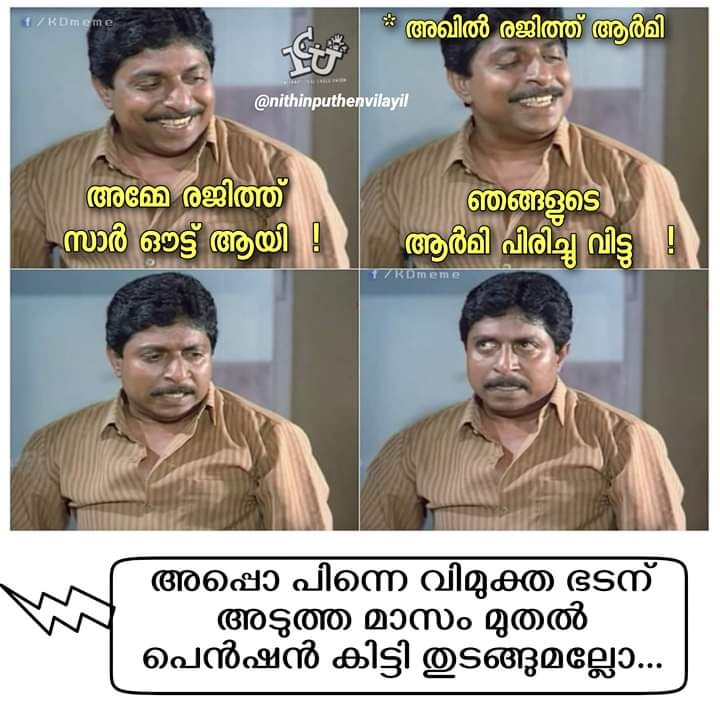 f / KDmeme
ICU
@nithinputhenvilayil
* അഖിൽ രജിത്ത് ആർമി
അമ്മേ രജിത്ത്
സാർ ഔട്ട് ആയി !
ഞങ്ങളുടെ
ആർമി പിരിച്ചു വിട്ടു !
f / KDmeme
അപ്പൊ പിന്നെ വിമുക്ത ഭടന്
അടുത്ത മാസം മുതൽ
പെൻഷൻ കിട്ടി തുടങ്ങുമല്ലോ...